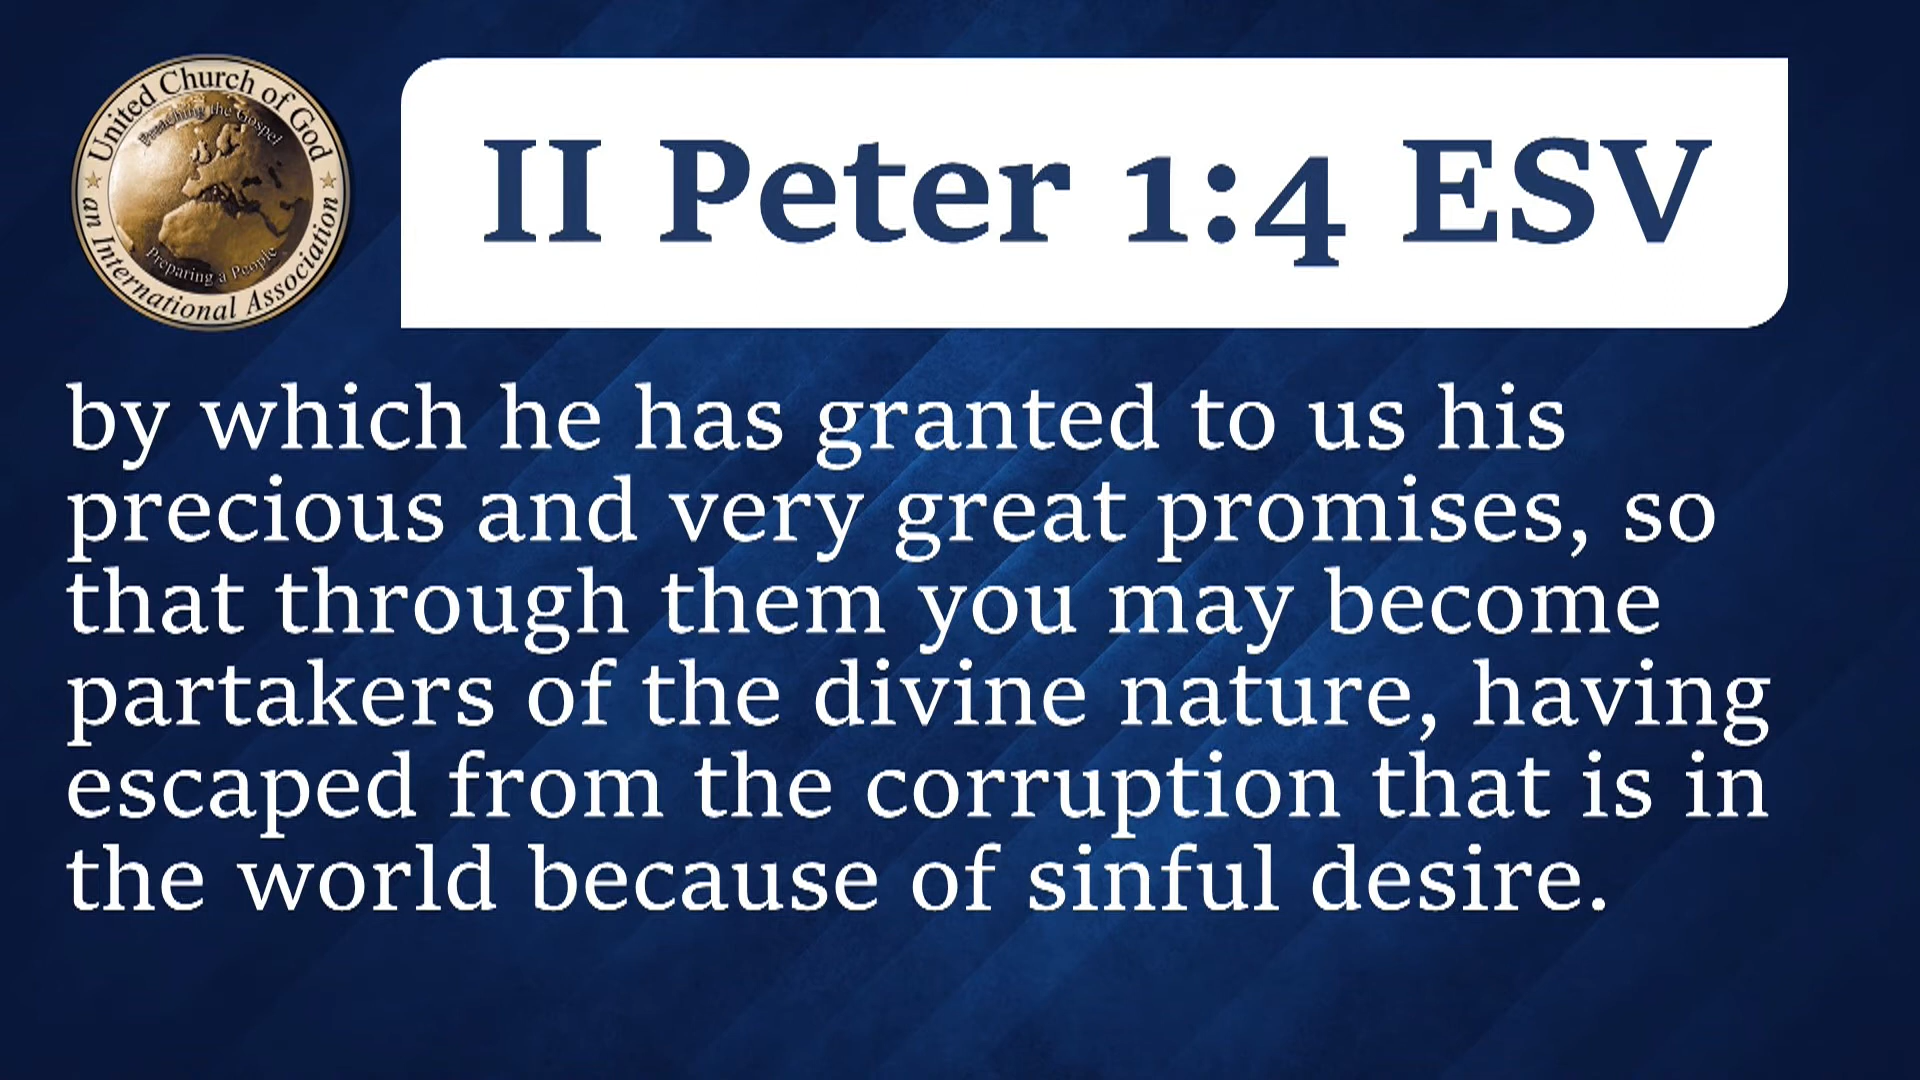 United Church of God
Preaching the Gospel
Preparing a People
an International Association
II Peter 1:4 ESV
by which he has granted to us his
precious and very great promises, so
that through them you may become
partakers of the divine nature, having
escaped from the corruption that is in
the world because of sinful desire.